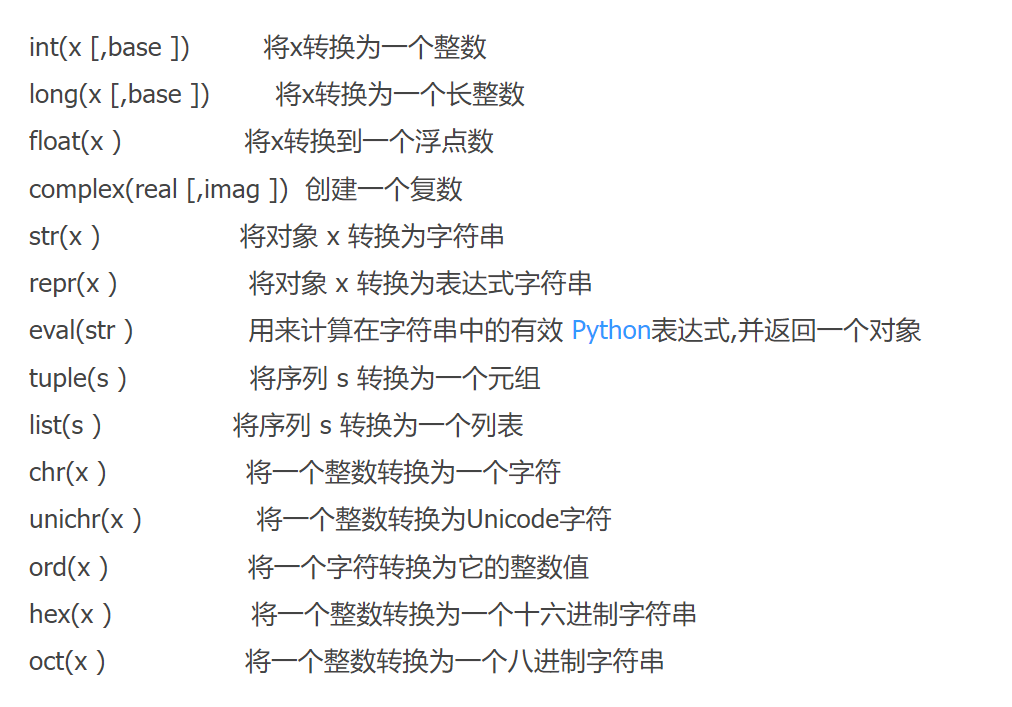 int(x [,base ]) 将x转换为一个整数
long(x [,base ]) 将x转换为一个长整数
float(x ) 将x转换到一个浮点数
complex(real [,imag ]) 创建一个复数
str(x ) 将对象 x 转换为字符串
repr(x ) 将对象 x 转换为表达式字符串
eval(str ) 用来计算在字符串中的有效 Python表达式,并返回一个对象
tuple(s ) 将序列 s 转换为一个元组
list(s ) 将序列 s 转换为一个列表
chr(x ) 将一个整数转换为一个字符
unichr(x ) 将一个整数转换为Unicode字符
ord(x ) 将一个字符转换为它的整数值
hex(x ) 将一个整数转换为一个十六进制字符串
oct(x ) 将一个整数转换为一个八进制字符串